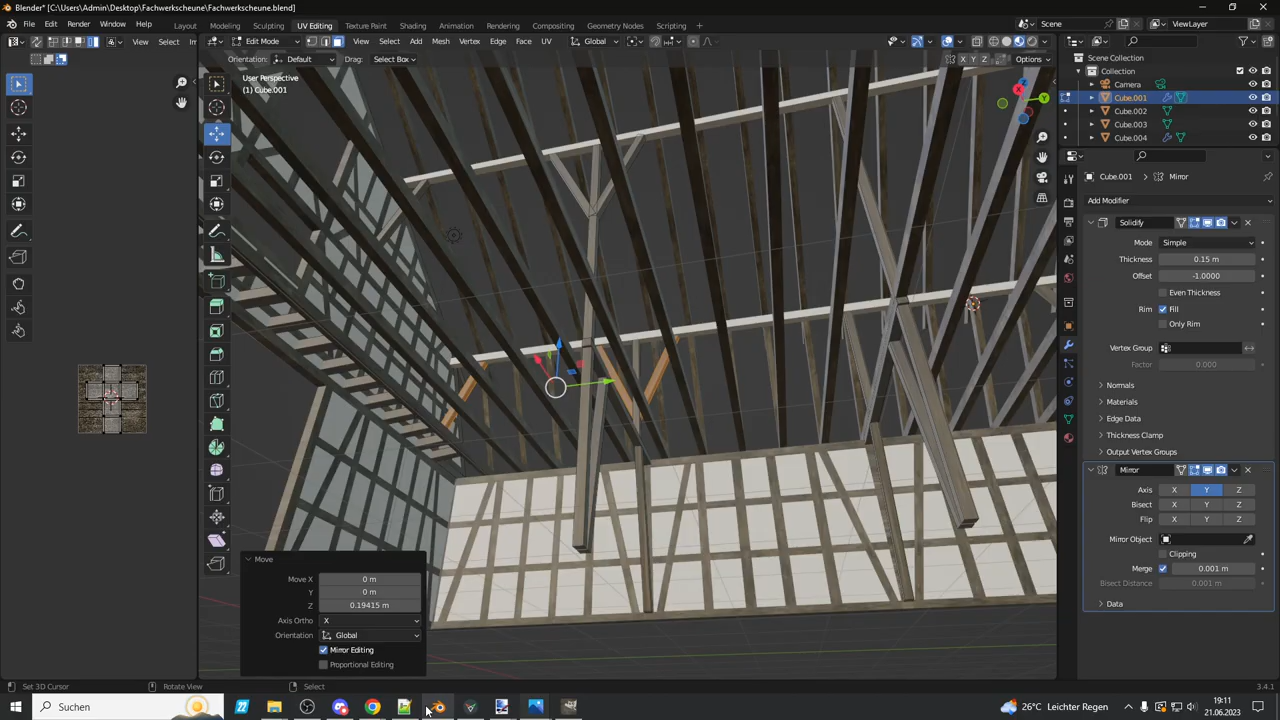 Blender* [C:\Users\Admin\Desktop\Fachwerkscheune\Fachwerkscheune.blend]
File Edit Render Window Help Layout Modeling Sculpting UV Editing Texture Paint Shading Animation Rendering Compositing Geometry Nodes Scripting Scene ViewLayer
View Select Edit Mode View Select Add Mesh Vertex Edge Face UV Global
Orientation: Default Drag: Select Box X Y Z Options
User Perspective
(1) Cube.001
Scene Collection
Collection
Camera
Cube.001
Cube.002
Cube.003
Cube.004
Cube.001 Mirror
Add Modifier
Solidify
Mode Simple
Thickness 0.15 m
Offset -1.0000
Even Thickness
Rim Fill
Only Rim
Vertex Group
Factor 0.000
Normals
Materials
Edge Data
Thickness Clamp
Output Vertex Groups
Mirror
Axis X Y Z
Bisect X Y Z
Flip X Y Z
Mirror Object
Clipping
Merge 0.001 m
Bisect Distance 0.001 m
Data
Move
Move X 0 m
Y 0 m
Z 0.19415 m
Axis Ortho X
Orientation Global
Mirror Editing
Proportional Editing
Set 3D Cursor Rotate View Select 3.4.1
Suchen
26°C Leichter Regen
19:11
21.06.2023